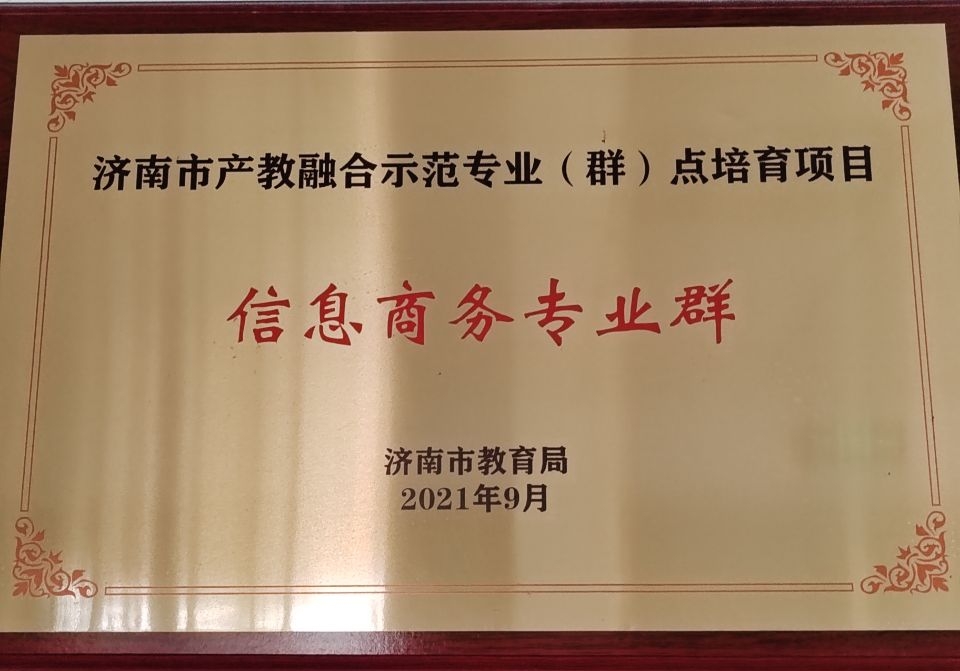 济南市产教融合示范专业（群）点培育项目
信息商务专业群
济南市教育局
2021年9月